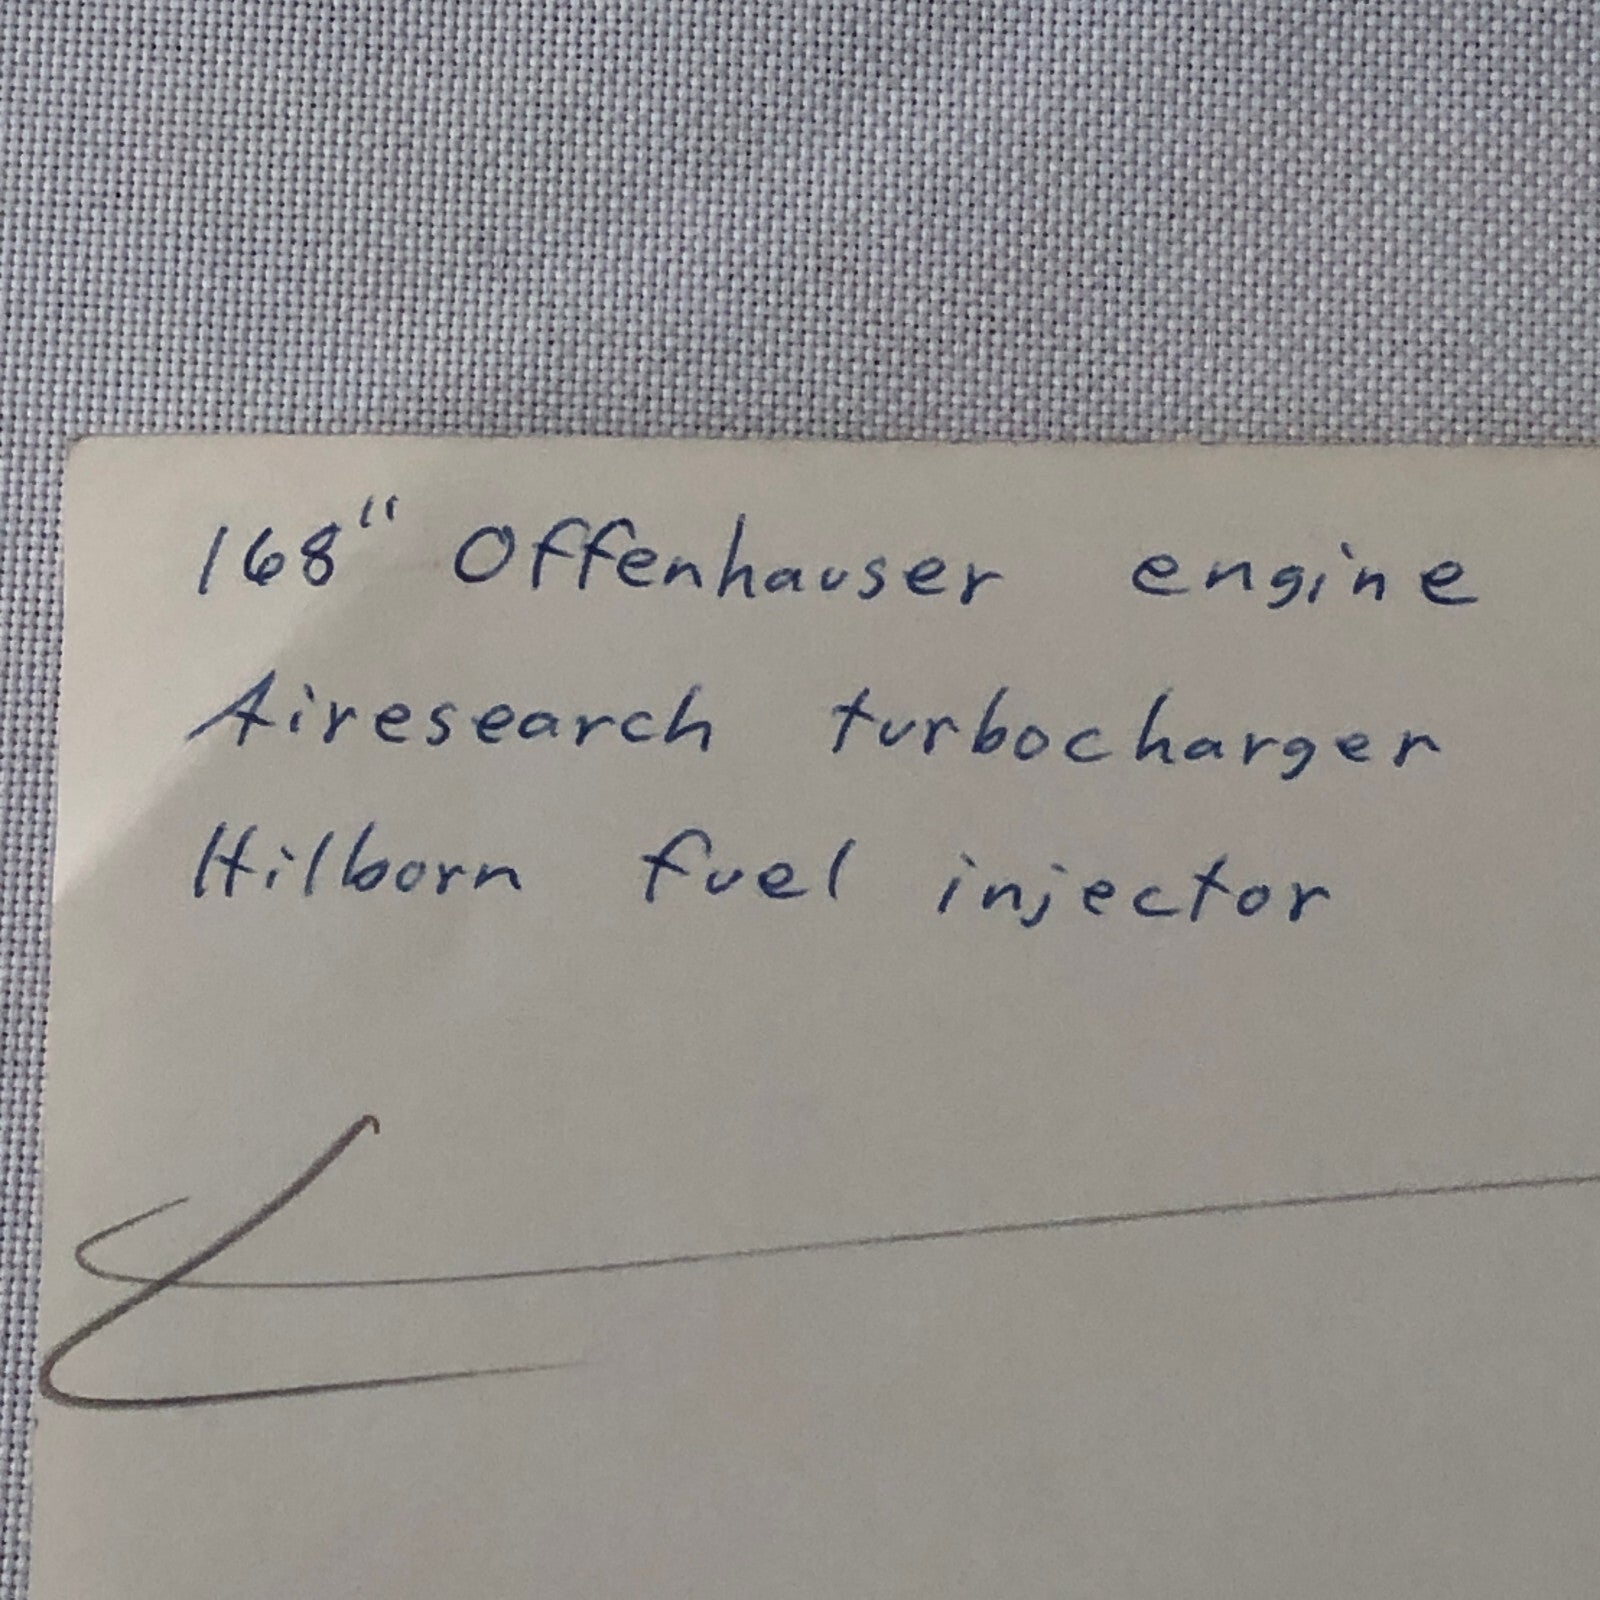 168" Offenhauser engine
Airesearch turbocharger
Hilborn fuel injector